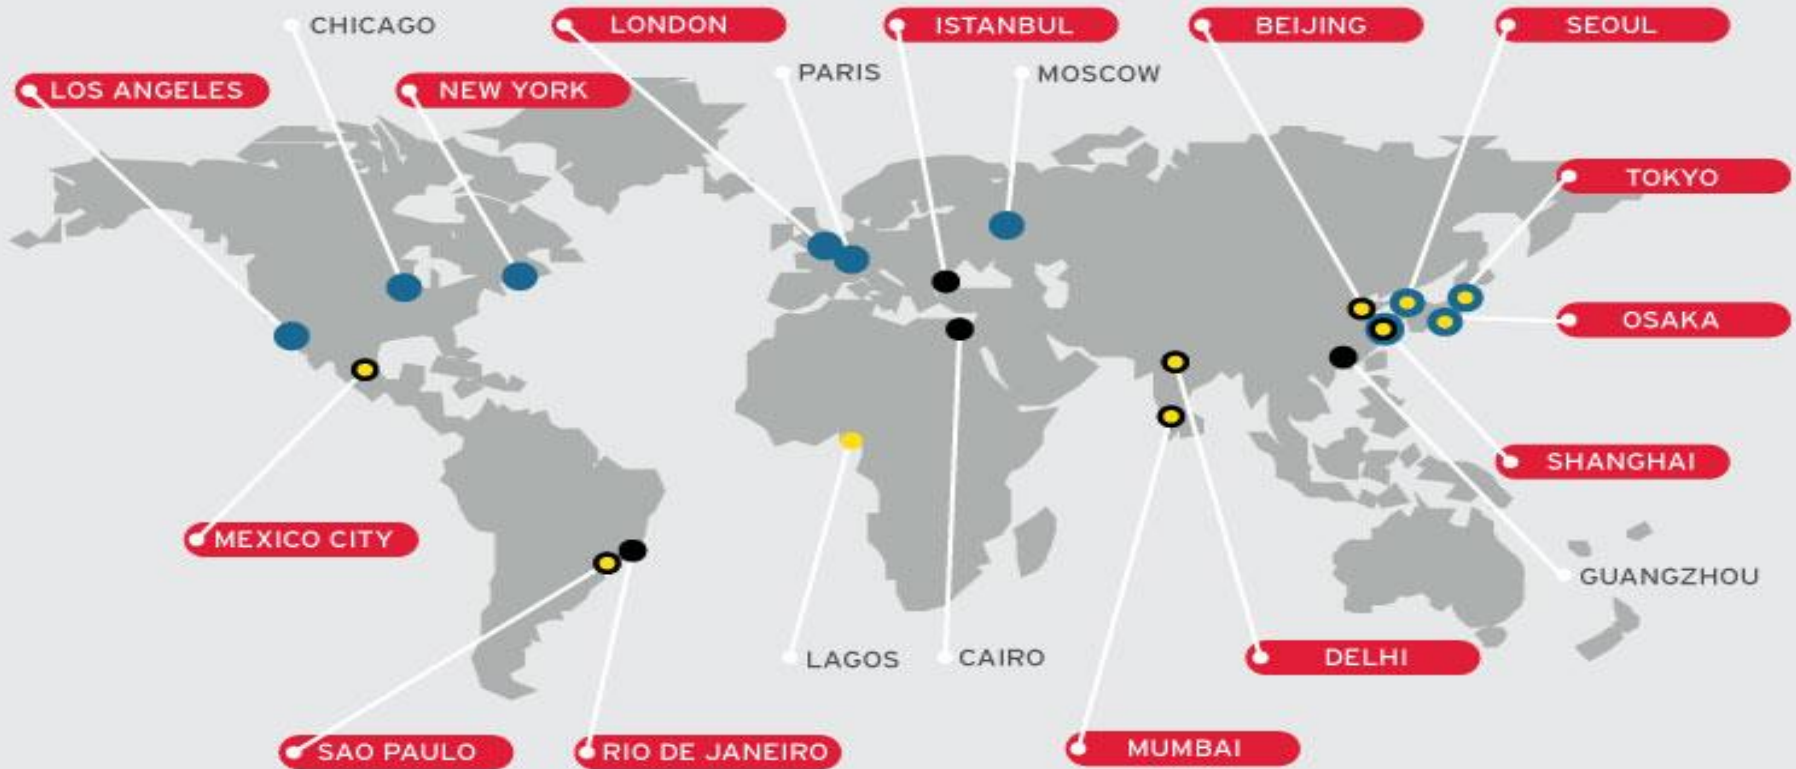 CHICAGO
LONDON
ISTANBUL
BEIJING
SEOUL
PARIS
MOSCOW
LOS ANGELES
NEW YORK
TOKYO
OSAKA
SHANGHAI
MEXICO CITY
GUANGZHOU
LAGOS
CAIRO
DELHI
SAO PAULO
RIO DE JANEIRO
MUMBAI